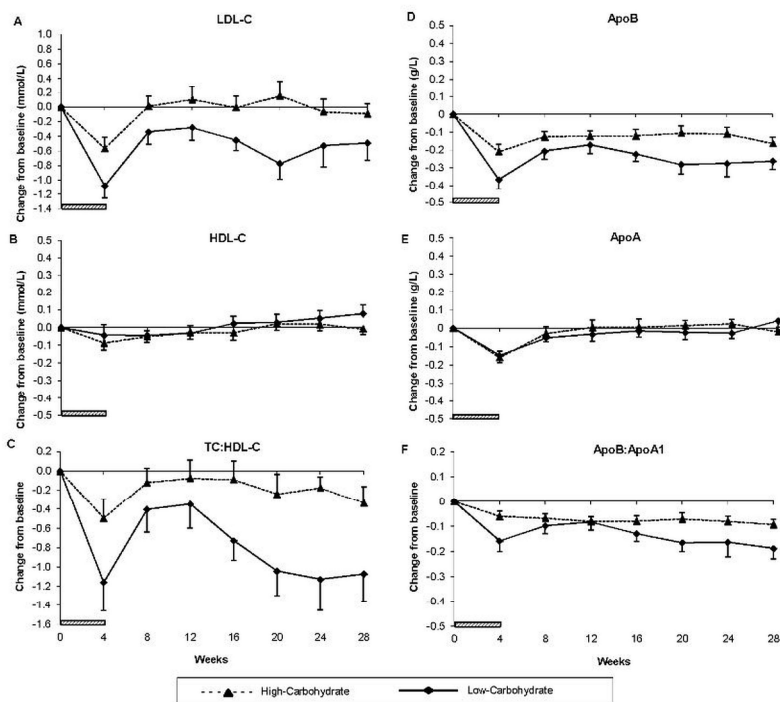 A
LDL-C
Change from baseline (mmol/L)
1.0
0.8
0.6
0.4
0.2
0.0
-0.2
-0.4
-0.6
-0.8
-1.0
-1.2
-1.4
B
HDL-C
Change from baseline (mmol/L)
0.5
0.4
0.3
0.2
0.1
0.0
-0.1
-0.2
-0.3
-0.4
-0.5
C
TC:HDL-C
Change from baseline
0.2
0.0
-0.2
-0.4
-0.6
-0.8
-1.0
-1.2
-1.4
-1.6
0 4 8 12 16 20 24 28
Weeks
D
ApoB
Change from baseline (g/L)
0.5
0.4
0.3
0.2
0.1
0
-0.1
-0.2
-0.3
-0.4
-0.5
E
ApoA
Change from baseline (g/L)
0.5
0.4
0.3
0.2
0.1
0
-0.1
-0.2
-0.3
-0.4
-0.5
F
ApoB:ApoA1
Change from baseline
0.2
0.1
0
-0.1
-0.2
-0.3
-0.4
-0.5
0 4 8 12 16 20 24 28
Weeks
High-Carbohydrate
Low-Carbohydrate